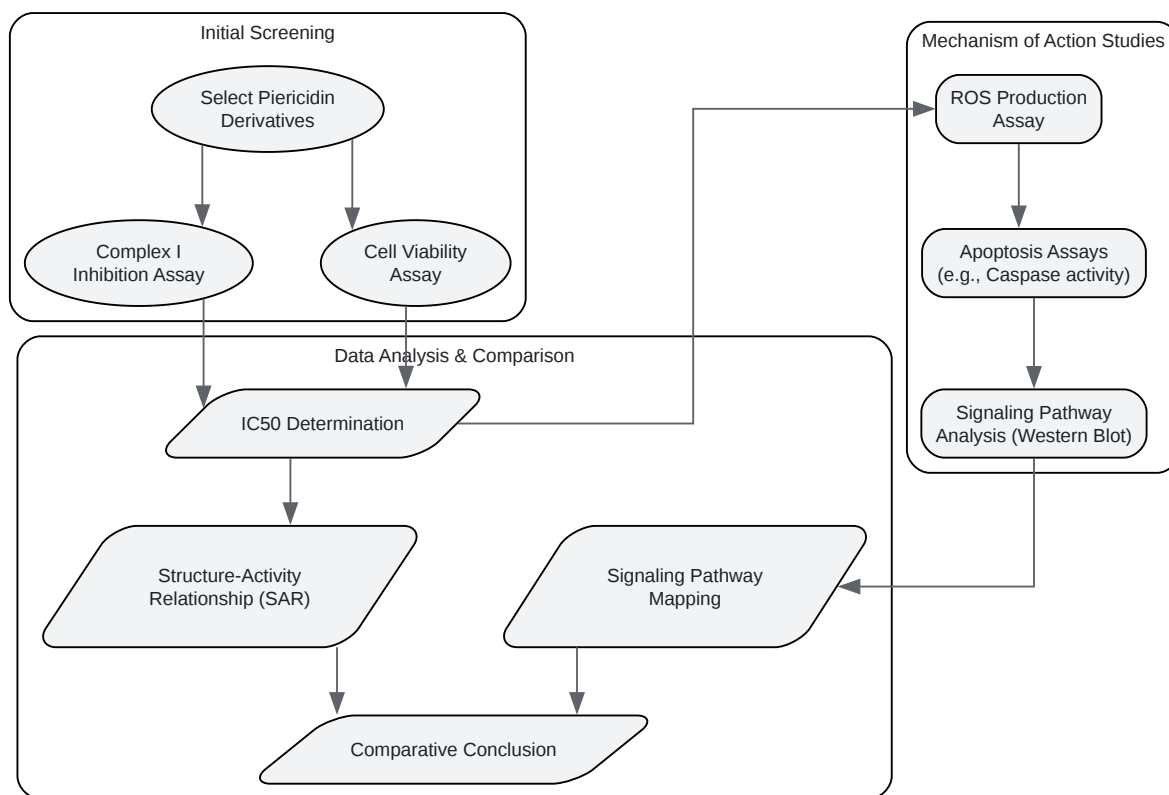 Initial Screening
Select Piericidin
Derivatives
Complex I
Inhibition Assay
Cell Viability
Assay
Mechanism of Action Studies
ROS Production
Assay
Apoptosis Assays
(e.g., Caspase activity)
Signaling Pathway
Analysis (Western Blot)
Data Analysis & Comparison
IC50 Determination
Structure-Activity
Relationship (SAR)
Signaling Pathway
Mapping
Comparative Conclusion